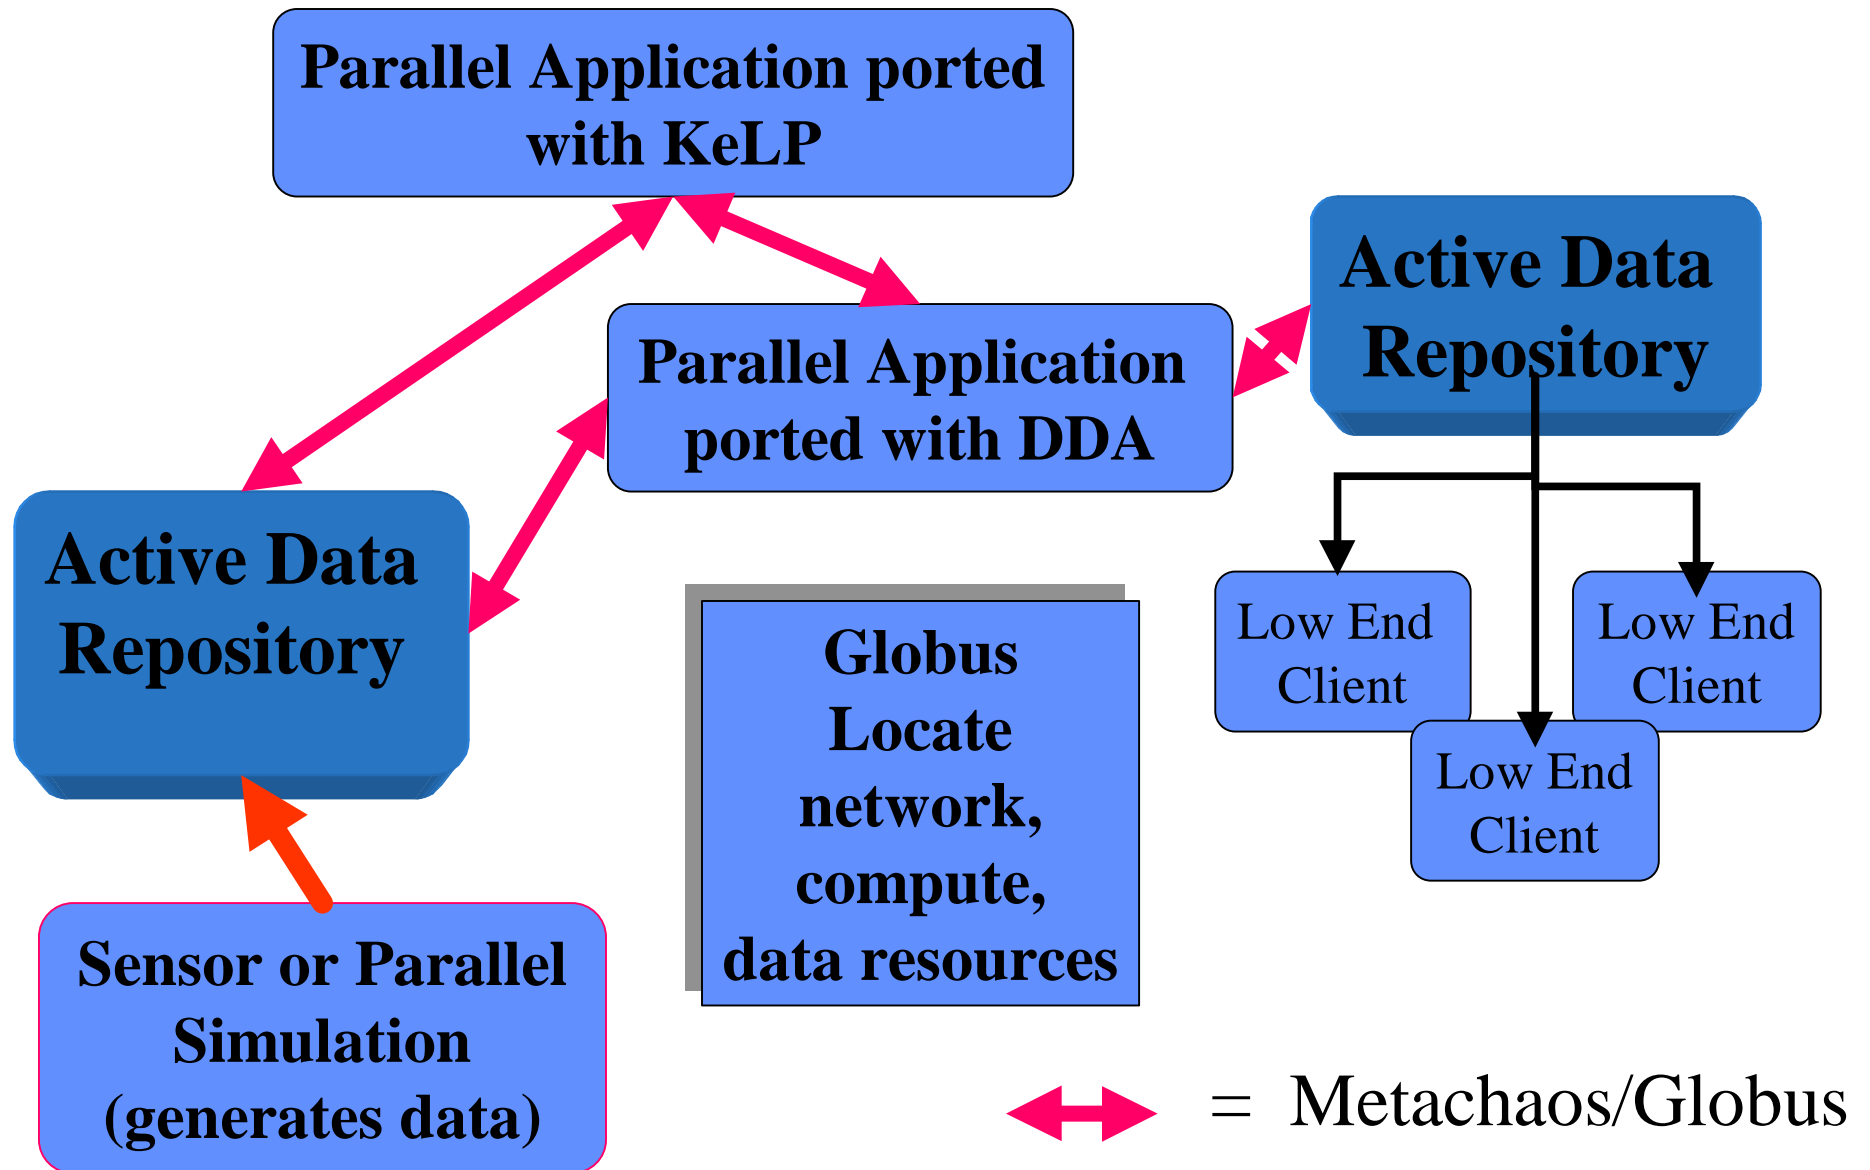 Parallel Application ported
with KeLP
Active Data
Repository
Parallel Application
ported with DDA
Active Data
Repository
Globus
Locate
network,
compute,
data resources
Low End
Client
Low End
Client
Low End
Client
Sensor or Parallel
Simulation
(generates data)
= Metachaos/Globus